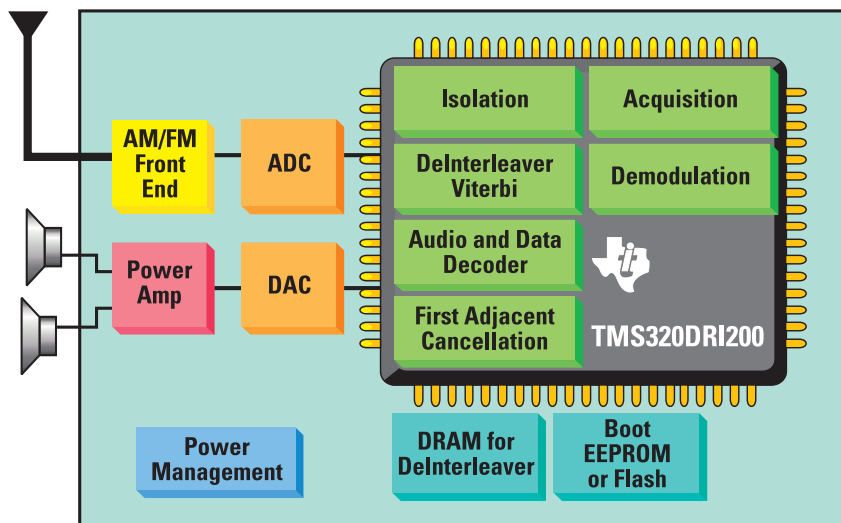 Isolation
Acquisition
AM/FM
Front
End
ADC
DeInterleaver
Viterbi
Demodulation
Audio and Data
Decoder
Power
Amp
DAC
First Adjacent
Cancellation
TMS320DRI200
Power
Management
DRAM for
DeInterleaver
Boot
EEPROM
or Flash